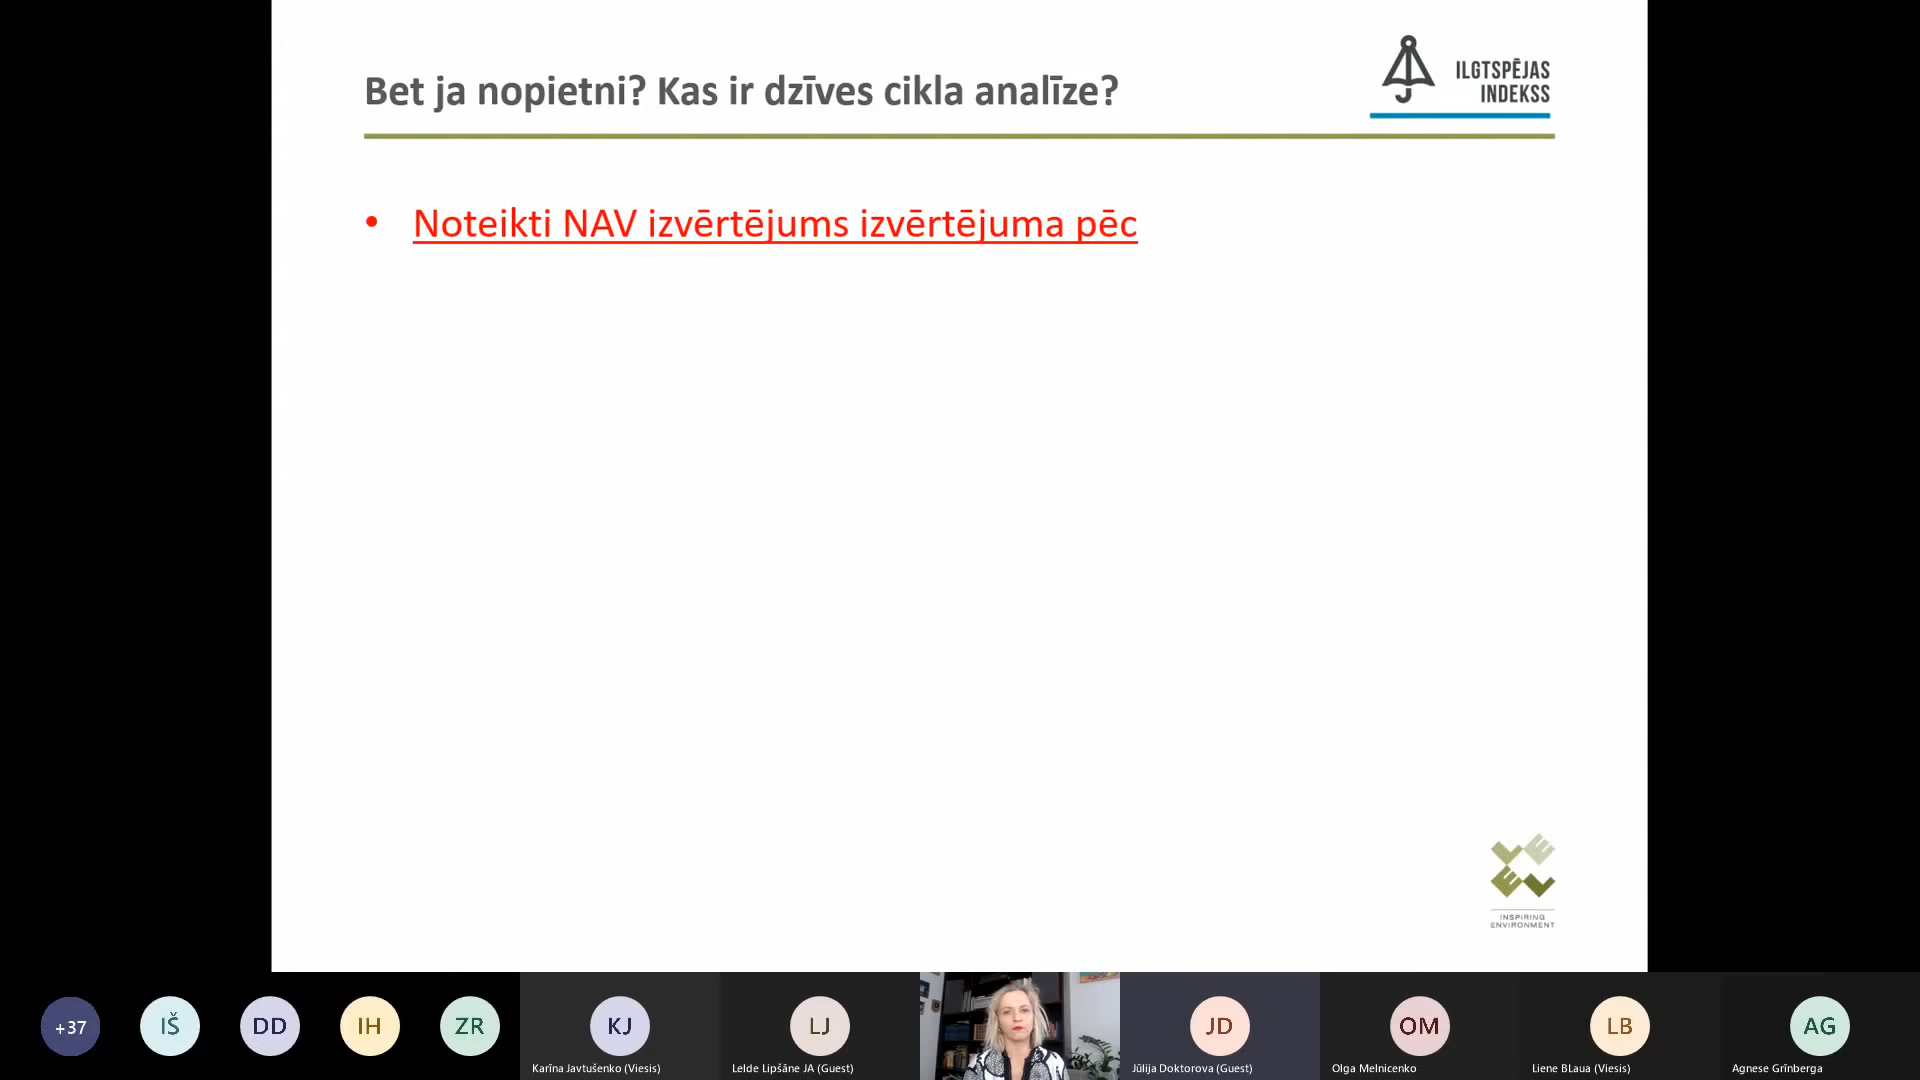 Bet ja nopietni? Kas ir dzīves cikla analīze?
ILGTSPĒJAS
INDEKSS
• Noteikti NAV izvērtējums izvērtējuma pēc
INSPIRING
ENVIRONMENT
+37
IŠ
DD
IH
ZR
KJ
LJ
JD
OM
LB
AG
Karīna Javtušenko (Viesis)
Lelde Lipšāne JA (Guest)
Jūlija Doktorova (Guest)
Olga Melnicenko
Liene BLaua (Viesis)
Agnese Grīnberga